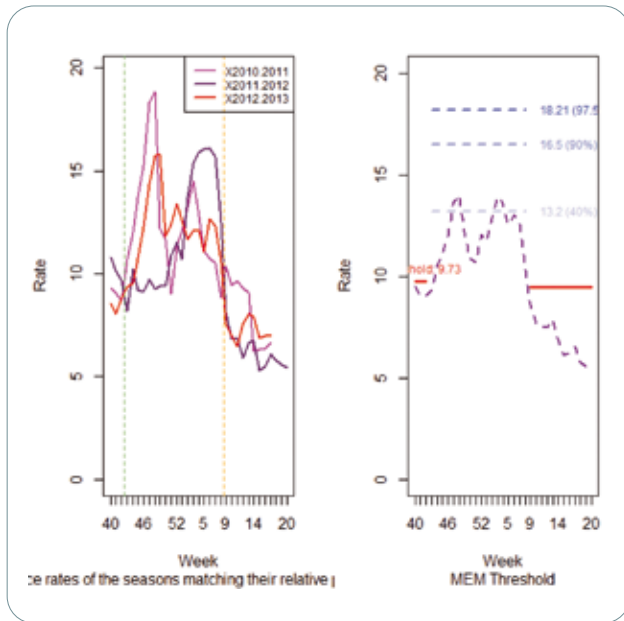 20
15
10
5
0
Rate
X2010.2011
X2011.2012
X2012.2013
40 46 52 5 9 14 20
Week
ce rates of the seasons matching their relative
20
15
10
5
0
Rate
18.21 (97.5
16.5 (90%)
13.2 (40%)
hold: 9.73
40 46 52 5 9 14 20
Week
MEM Threshold